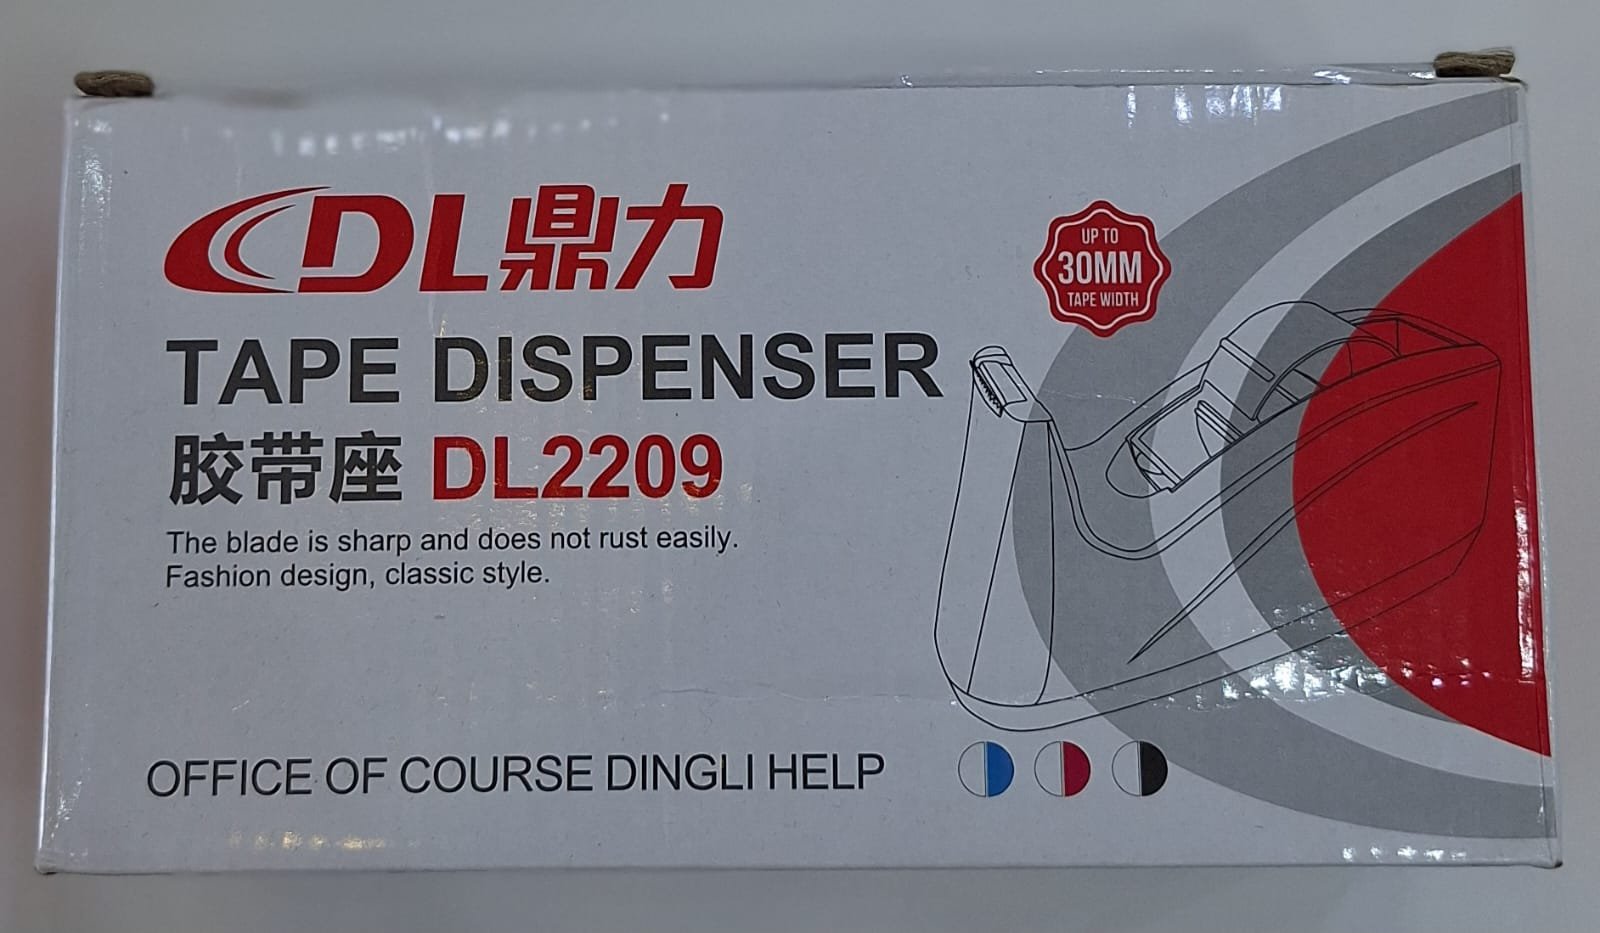 DL鼎力
UP TO
30MM
TAPE WIDTH
TAPE DISPENSER
胶带座 DL2209
The blade is sharp and does not rust easily.
Fashion design, classic style.
OFFICE OF COURSE DINGLI HELP